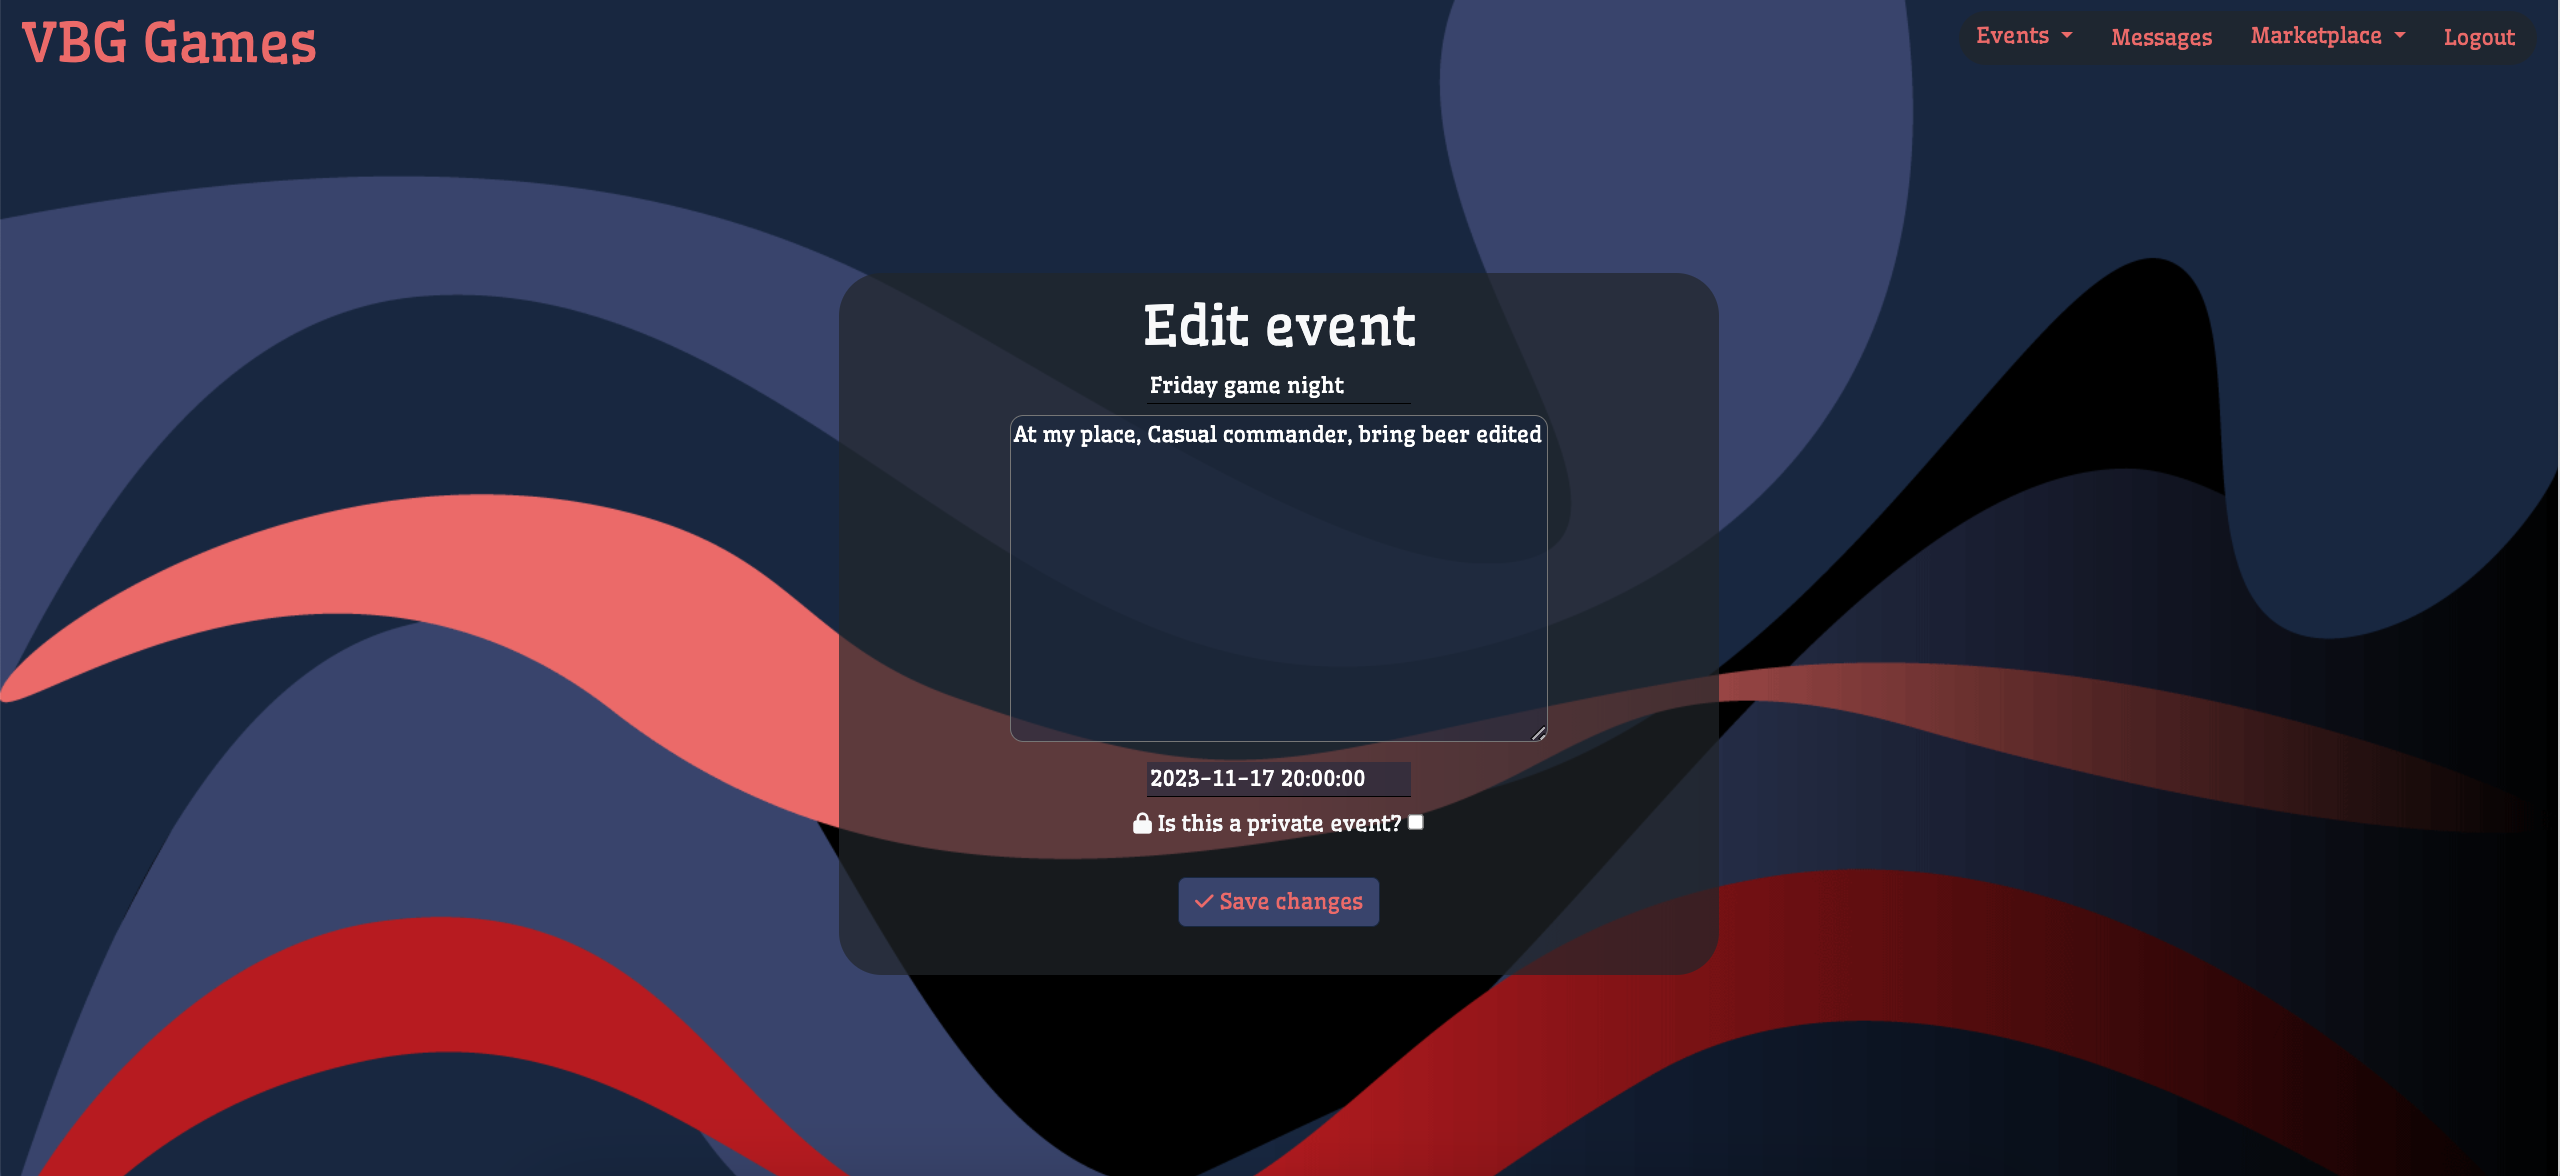 VBG Games
Events
Messages
Marketplace
Logout
Edit event
Friday game night
At my place, Casual commander, bring beer edited
2023-11-17 20:00:00
Is this a private event?
Save changes